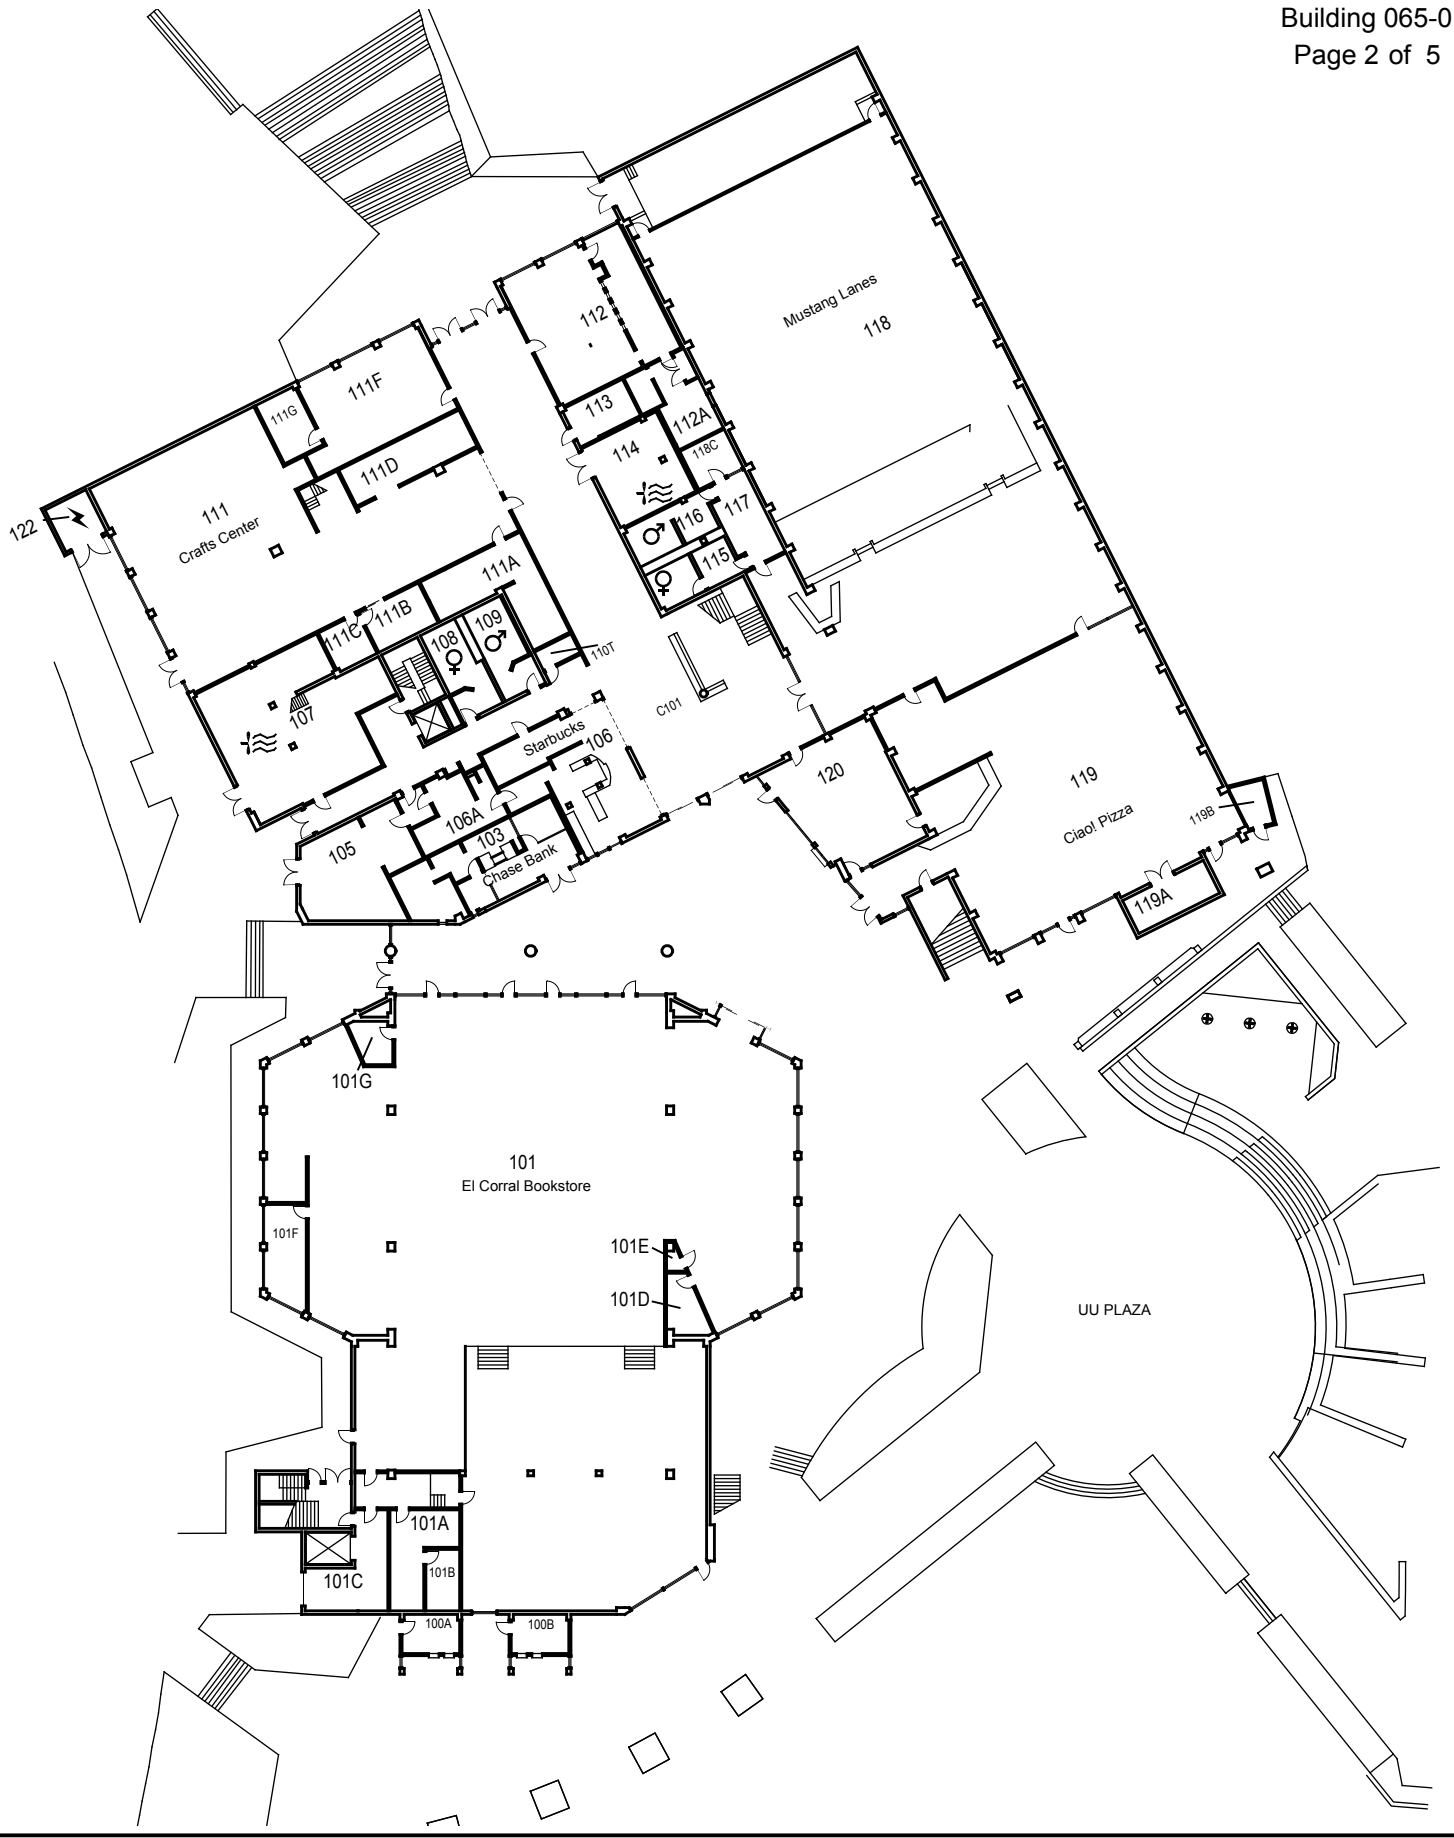 Building 065-0
Page 2 of 5
Mustang Lanes
118
112
111F
111G
113
112A
114
118C
111D
111
Crafts Center
122
117
116
115
111A
111B
111C
109
108
110T
107
C101
Starbucks
106
120
119
Ciao! Pizza
119B
119A
106A
103
Chase Bank
105
101G
101
El Corral Bookstore
101F
101E
101D
UU PLAZA
101A
101B
101C
100A
100B